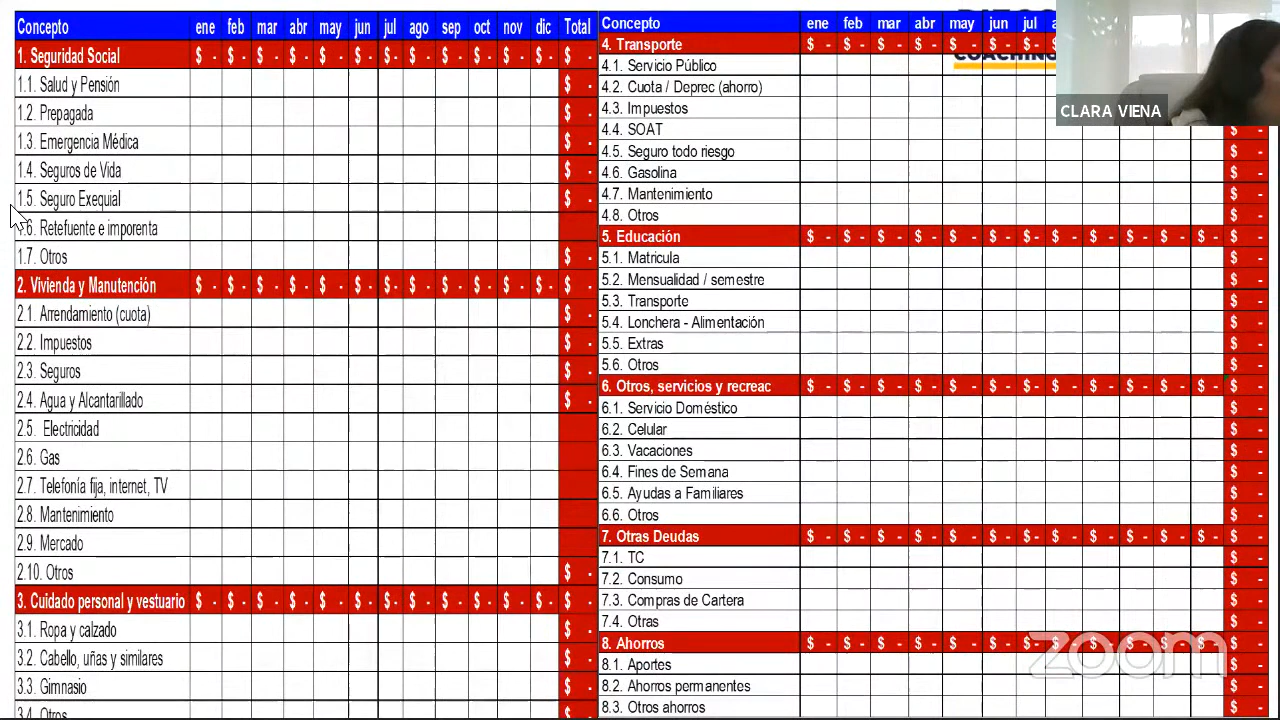 Concepto ene feb mar abr may jun jul ago sep oct nov dic Total
1. Seguridad Social $ - $ - $ - $ - $ - $ - $ - $ - $ - $ - $ - $ - $ -
1.1. Salud y Pensión $ -
1.2. Prepagada $ -
1.3. Emergencia Médica $ -
1.4. Seguros de Vida $ -
1.5. Seguro Exequial $ -
1.6. Retefuente e imporenta
1.7. Otros $ -
2. Vivienda y Manutención $ - $ - $ - $ - $ - $ - $ - $ - $ - $ - $ - $ - $ -
2.1. Arrendamiento (cuota) $ -
2.2. Impuestos $ -
2.3. Seguros $ -
2.4. Agua y Alcantarillado $ -
2.5. Electricidad
2.6. Gas
2.7. Telefonía fija, internet, TV
2.8. Mantenimiento
2.9. Mercado
2.10. Otros $ -
3. Cuidado personal y vestuario $ - $ - $ - $ - $ - $ - $ - $ - $ - $ - $ - $ - $ -
3.1. Ropa y calzado $ -
3.2. Cabello, uñas y similares $ -
3.3. Gimnasio $ -
3.4. Otros $ -
Concepto ene feb mar abr may jun jul
4. Transporte $ - $ - $ - $ - $ - $ - $ -
COACHING
4.1. Servicio Público
4.2. Cuota / Deprec (ahorro)
4.3. Impuestos
4.4. SOAT $ -
4.5. Seguro todo riesgo $ -
4.6. Gasolina $ -
4.7. Mantenimiento $ -
4.8. Otros $ -
5. Educación $ - $ - $ - $ - $ - $ - $ - $ - $ - $ - $ - $ - $ -
5.1. Matricula $ -
5.2. Mensualidad / semestre $ -
5.3. Transporte $ -
5.4. Lonchera - Alimentación $ -
5.5. Extras $ -
5.6. Otros $ -
6. Otros, servicios y recreac $ - $ - $ - $ - $ - $ - $ - $ - $ - $ - $ - $ - $ -
6.1. Servicio Doméstico $ -
6.2. Celular $ -
6.3. Vacaciones $ -
6.4. Fines de Semana $ -
6.5. Ayudas a Familiares $ -
6.6. Otros $ -
7. Otras Deudas $ - $ - $ - $ - $ - $ - $ - $ - $ - $ - $ - $ - $ -
7.1. TC $ -
7.2. Consumo $ -
7.3. Compras de Cartera $ -
7.4. Otras $ -
8. Ahorros $ - $ - $ - $ - $ - $ - $ - $ - $ - $ - $ - $ - $ -
8.1. Aportes $ -
8.2. Ahorros permanentes $ -
8.3. Otros ahorros $ -
CLARA VIENA
zoom